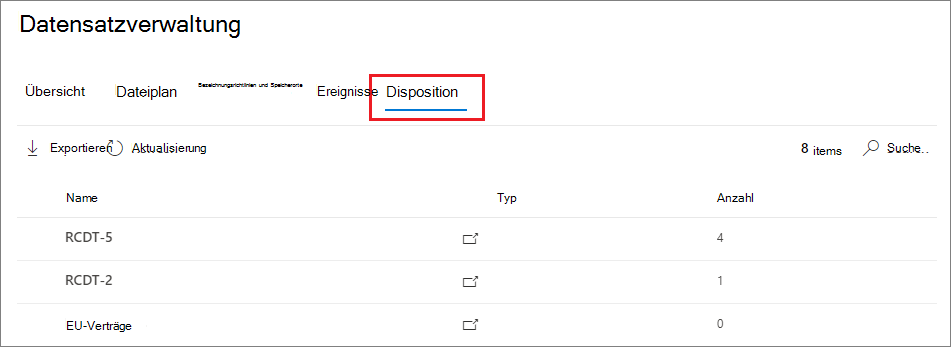 Datensatzverwaltung
Übersicht Dateiplan Bezeichnungsrichtlinien und Speicherorte Ereignisse Disposition
Exportieren Aktualisierung 8 items Suche
Name Typ Anzahl
RCDT-5 4
RCDT-2 1
EU-Verträge 0